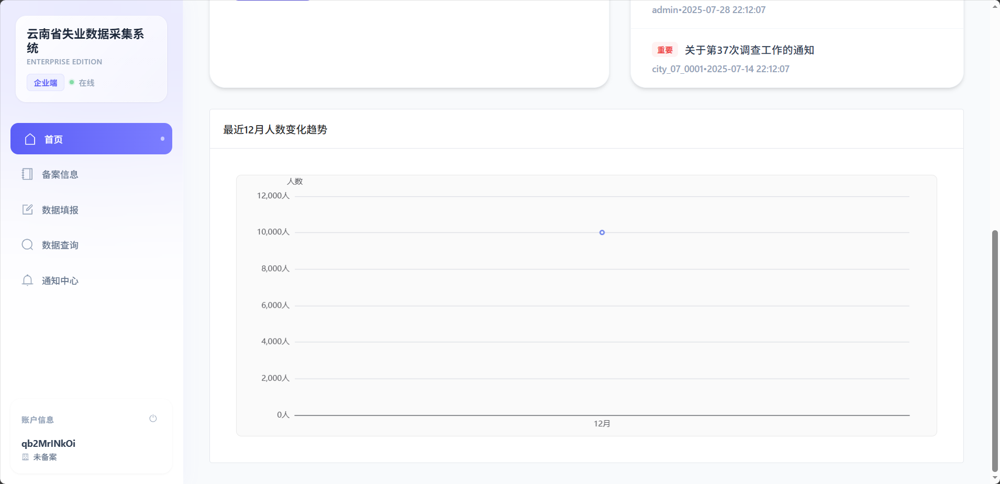 云南省失业数据采集系
统
ENTERPRISE EDITION
企业端 在线
首页
备案信息
数据填报
数据查询
通知中心
账户信息
qb2MrINkOi
未备案
admin•2025-07-28 22:12:07
重要 关于第37次调查工作的通知
city_07_0001•2025-07-14 22:12:07
最近12月人数变化趋势
人数
12,000人
10,000人
8,000人
6,000人
4,000人
2,000人
0人
12月